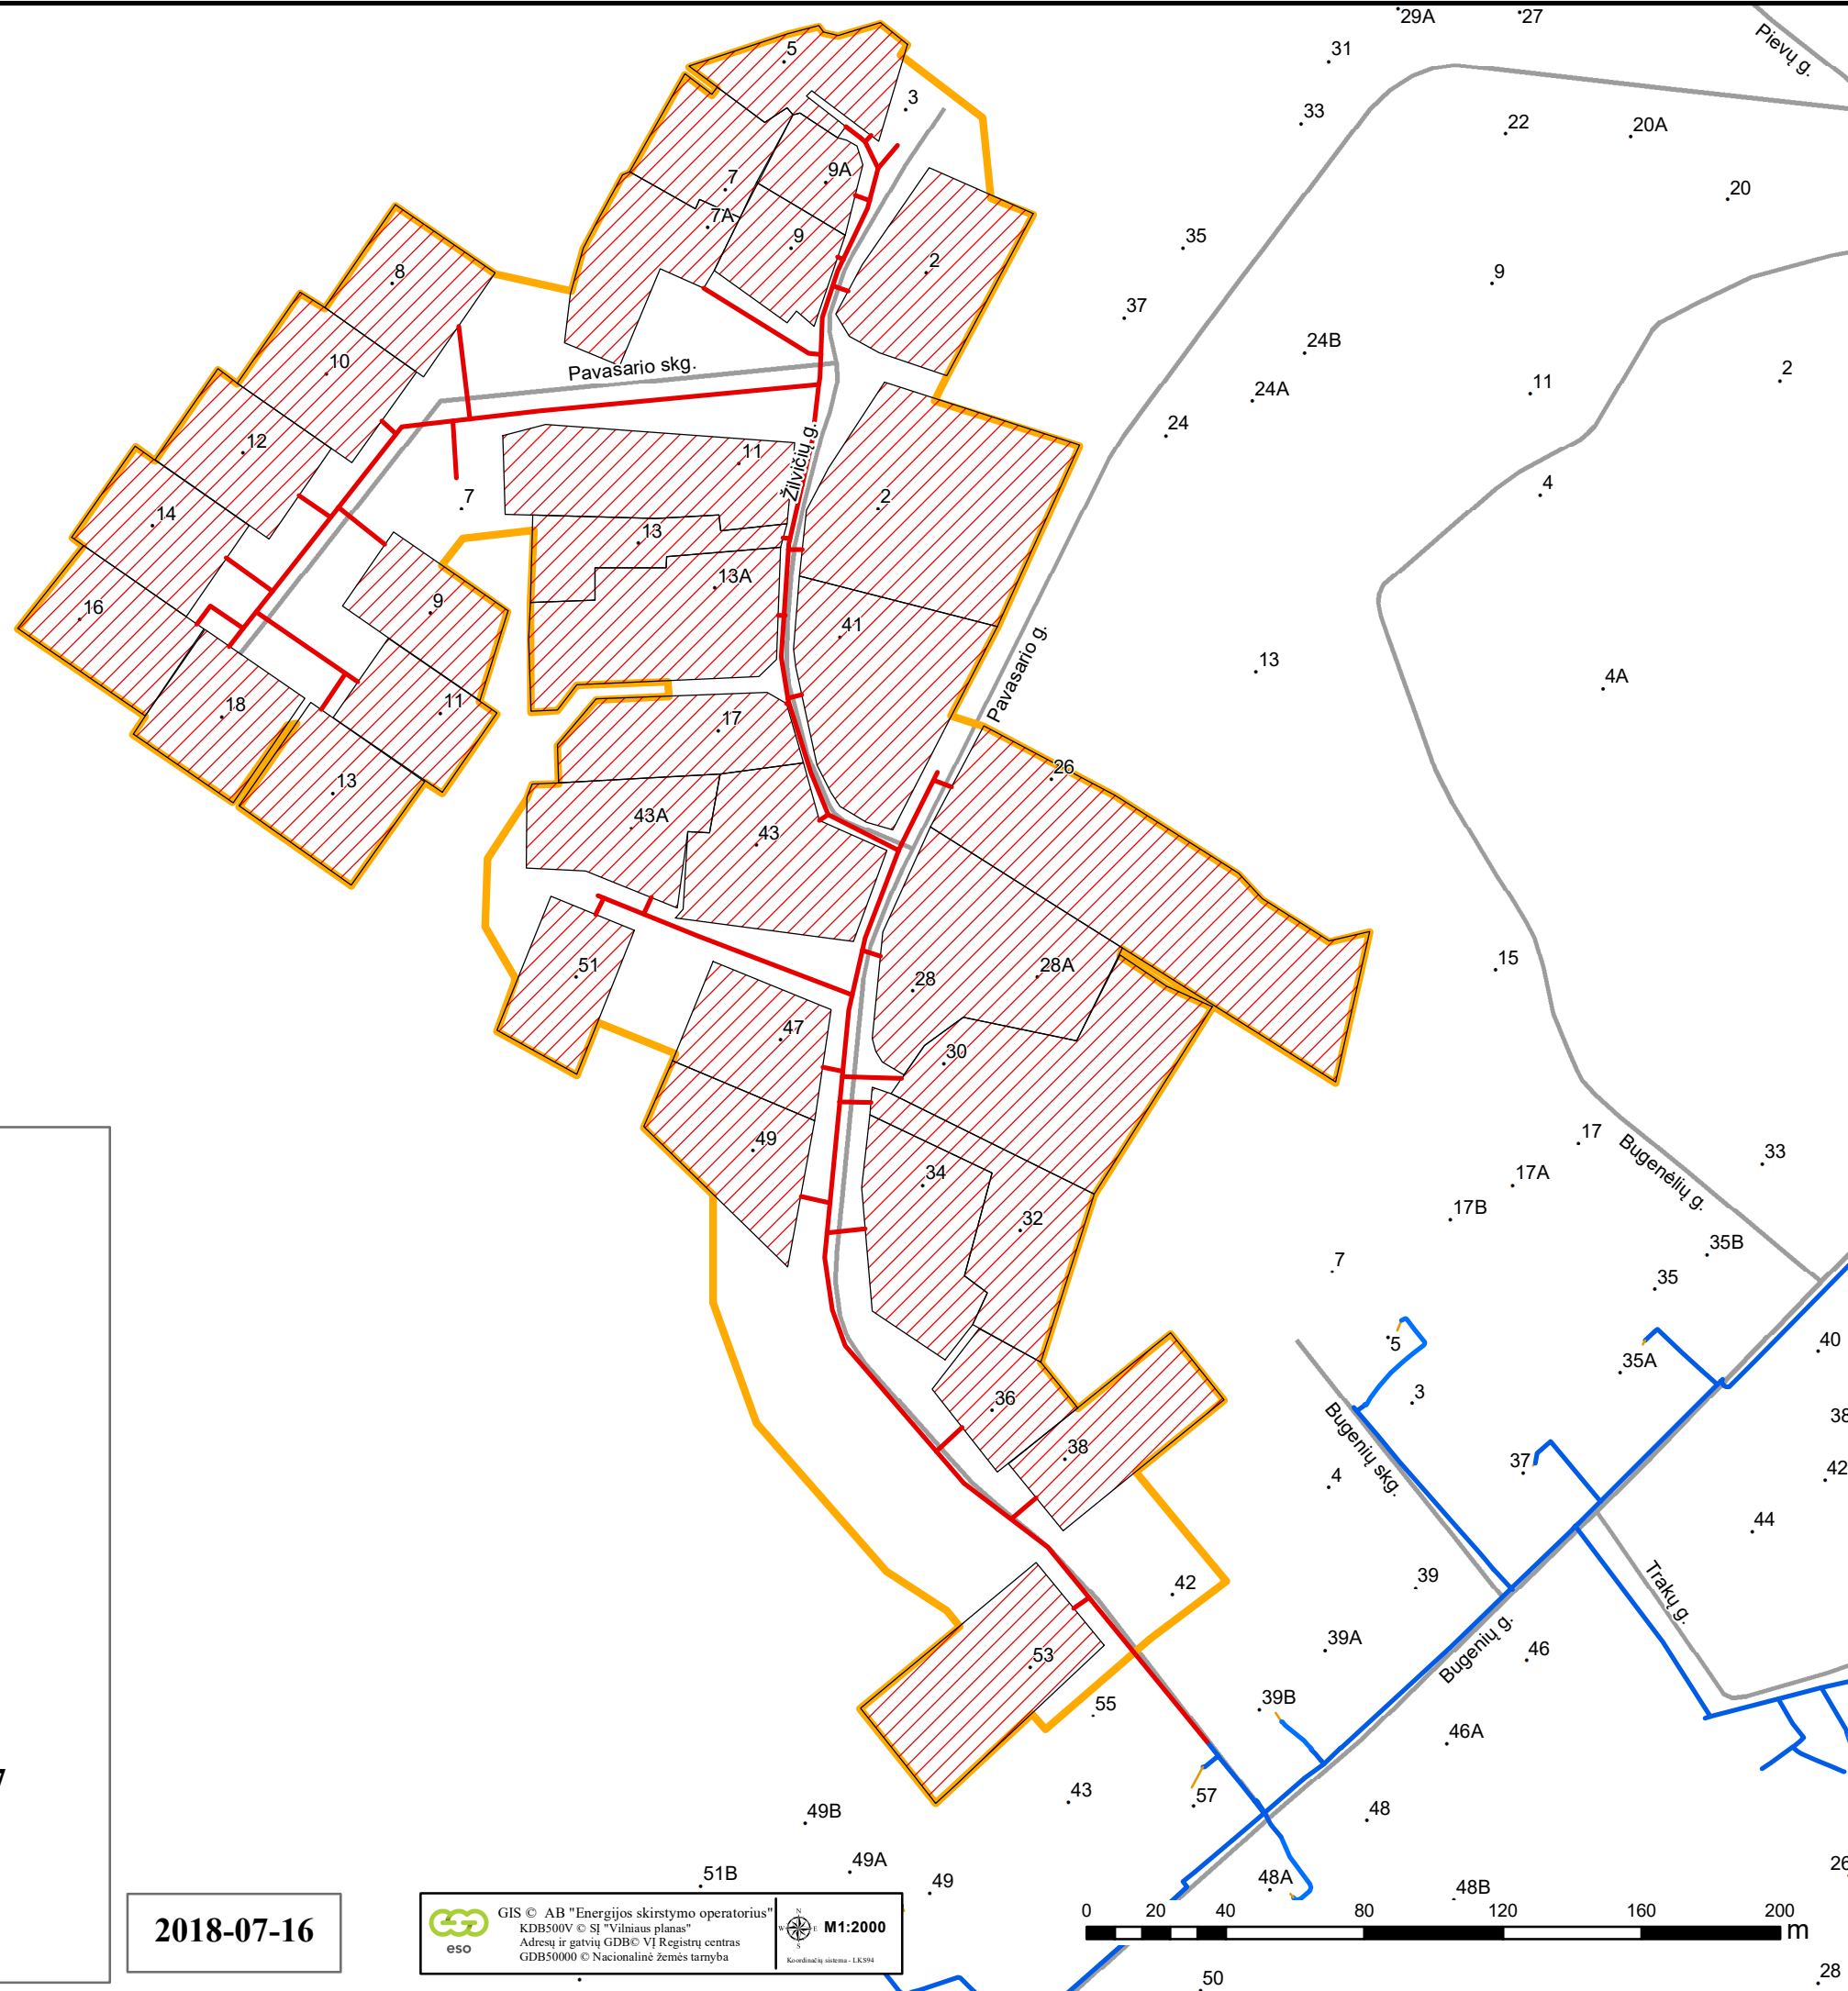 29A
27
Pievų g.
5
31
3
33
22
20A
9A
7
20
7A
9
2
35
8
9
37
10
Pavasario skg.
24B
2
24A
11
12
24
11
Žilvičių g.
7
2
4
14
13
13A
16
9
41
13
4A
18
11
17
Pavasario g.
13
26
43A
43
51
28
28A
15
47
30
49
17
33
34
17A
Bugenėlių g.
32
17B
35B
7
35
5
35A
40
36
3
38
38
Bugenių skg.
37
4
42
44
42
39
Trakų g.
53
39A
46
Bugenių g.
55
39B
46A
43
57
48
49B
49A
51B
49
48A
48B
26
7
2018-07-16
eso
GIS © AB "Energijos skirstymo operatorius"
KDB500V © SĮ "Vilniaus planas"
Adresų ir gatvių GDB© VĮ Registrų centras
GDB50000 © Nacionalinė žemės tarnyba
N
W E
S
M1:2000
Koordinačių sistema - LKS94
0 20 40 80 120 160 200
m
50
28